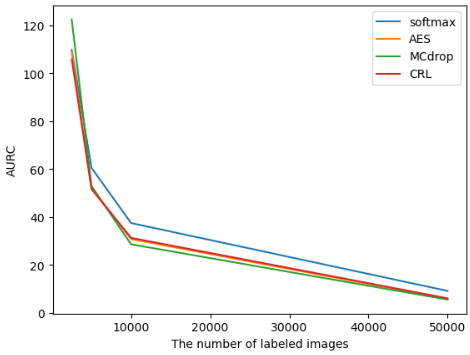 softmax
AES
MCdrop
CRL
120
100
80
60
40
20
0
AURC
10000 20000 30000 40000 50000
The number of labeled images